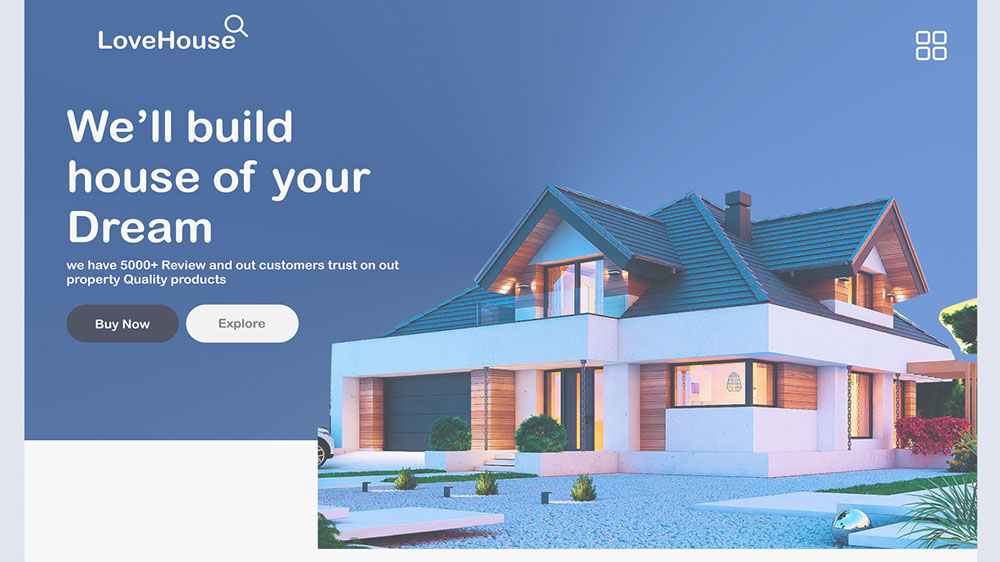 LoveHouse
We’ll build
house of your
Dream
we have 5000+ Review and out customers trust on out
property Quality products
Buy Now
Explore